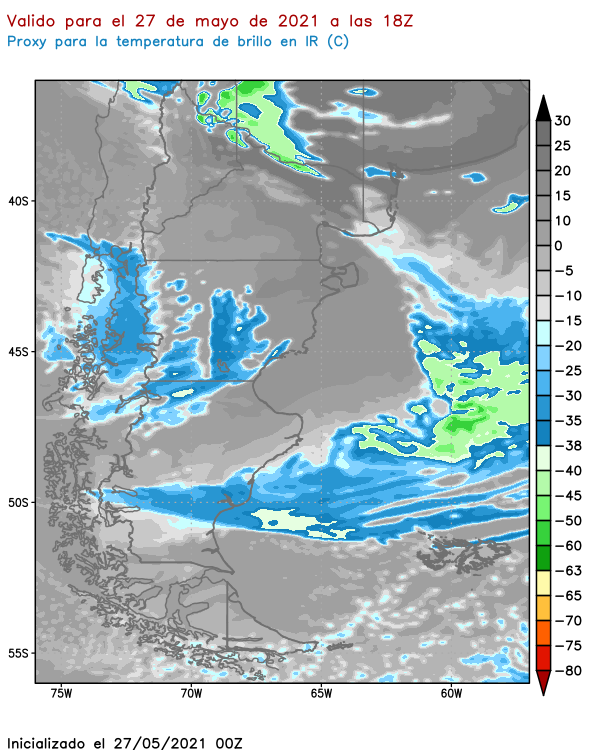 Valido para el 27 de mayo de 2021 a las 18Z
Proxy para la temperatura de brillo en IR (C)
30
25
20
15
10
0
−5
−10
−15
−20
−25
−30
−35
−38
−40
−45
−50
−60
−63
−65
−70
−75
−80
40S
45S
50S
55S
75W
70W
65W
60W
Inicializado el 27/05/2021 00Z